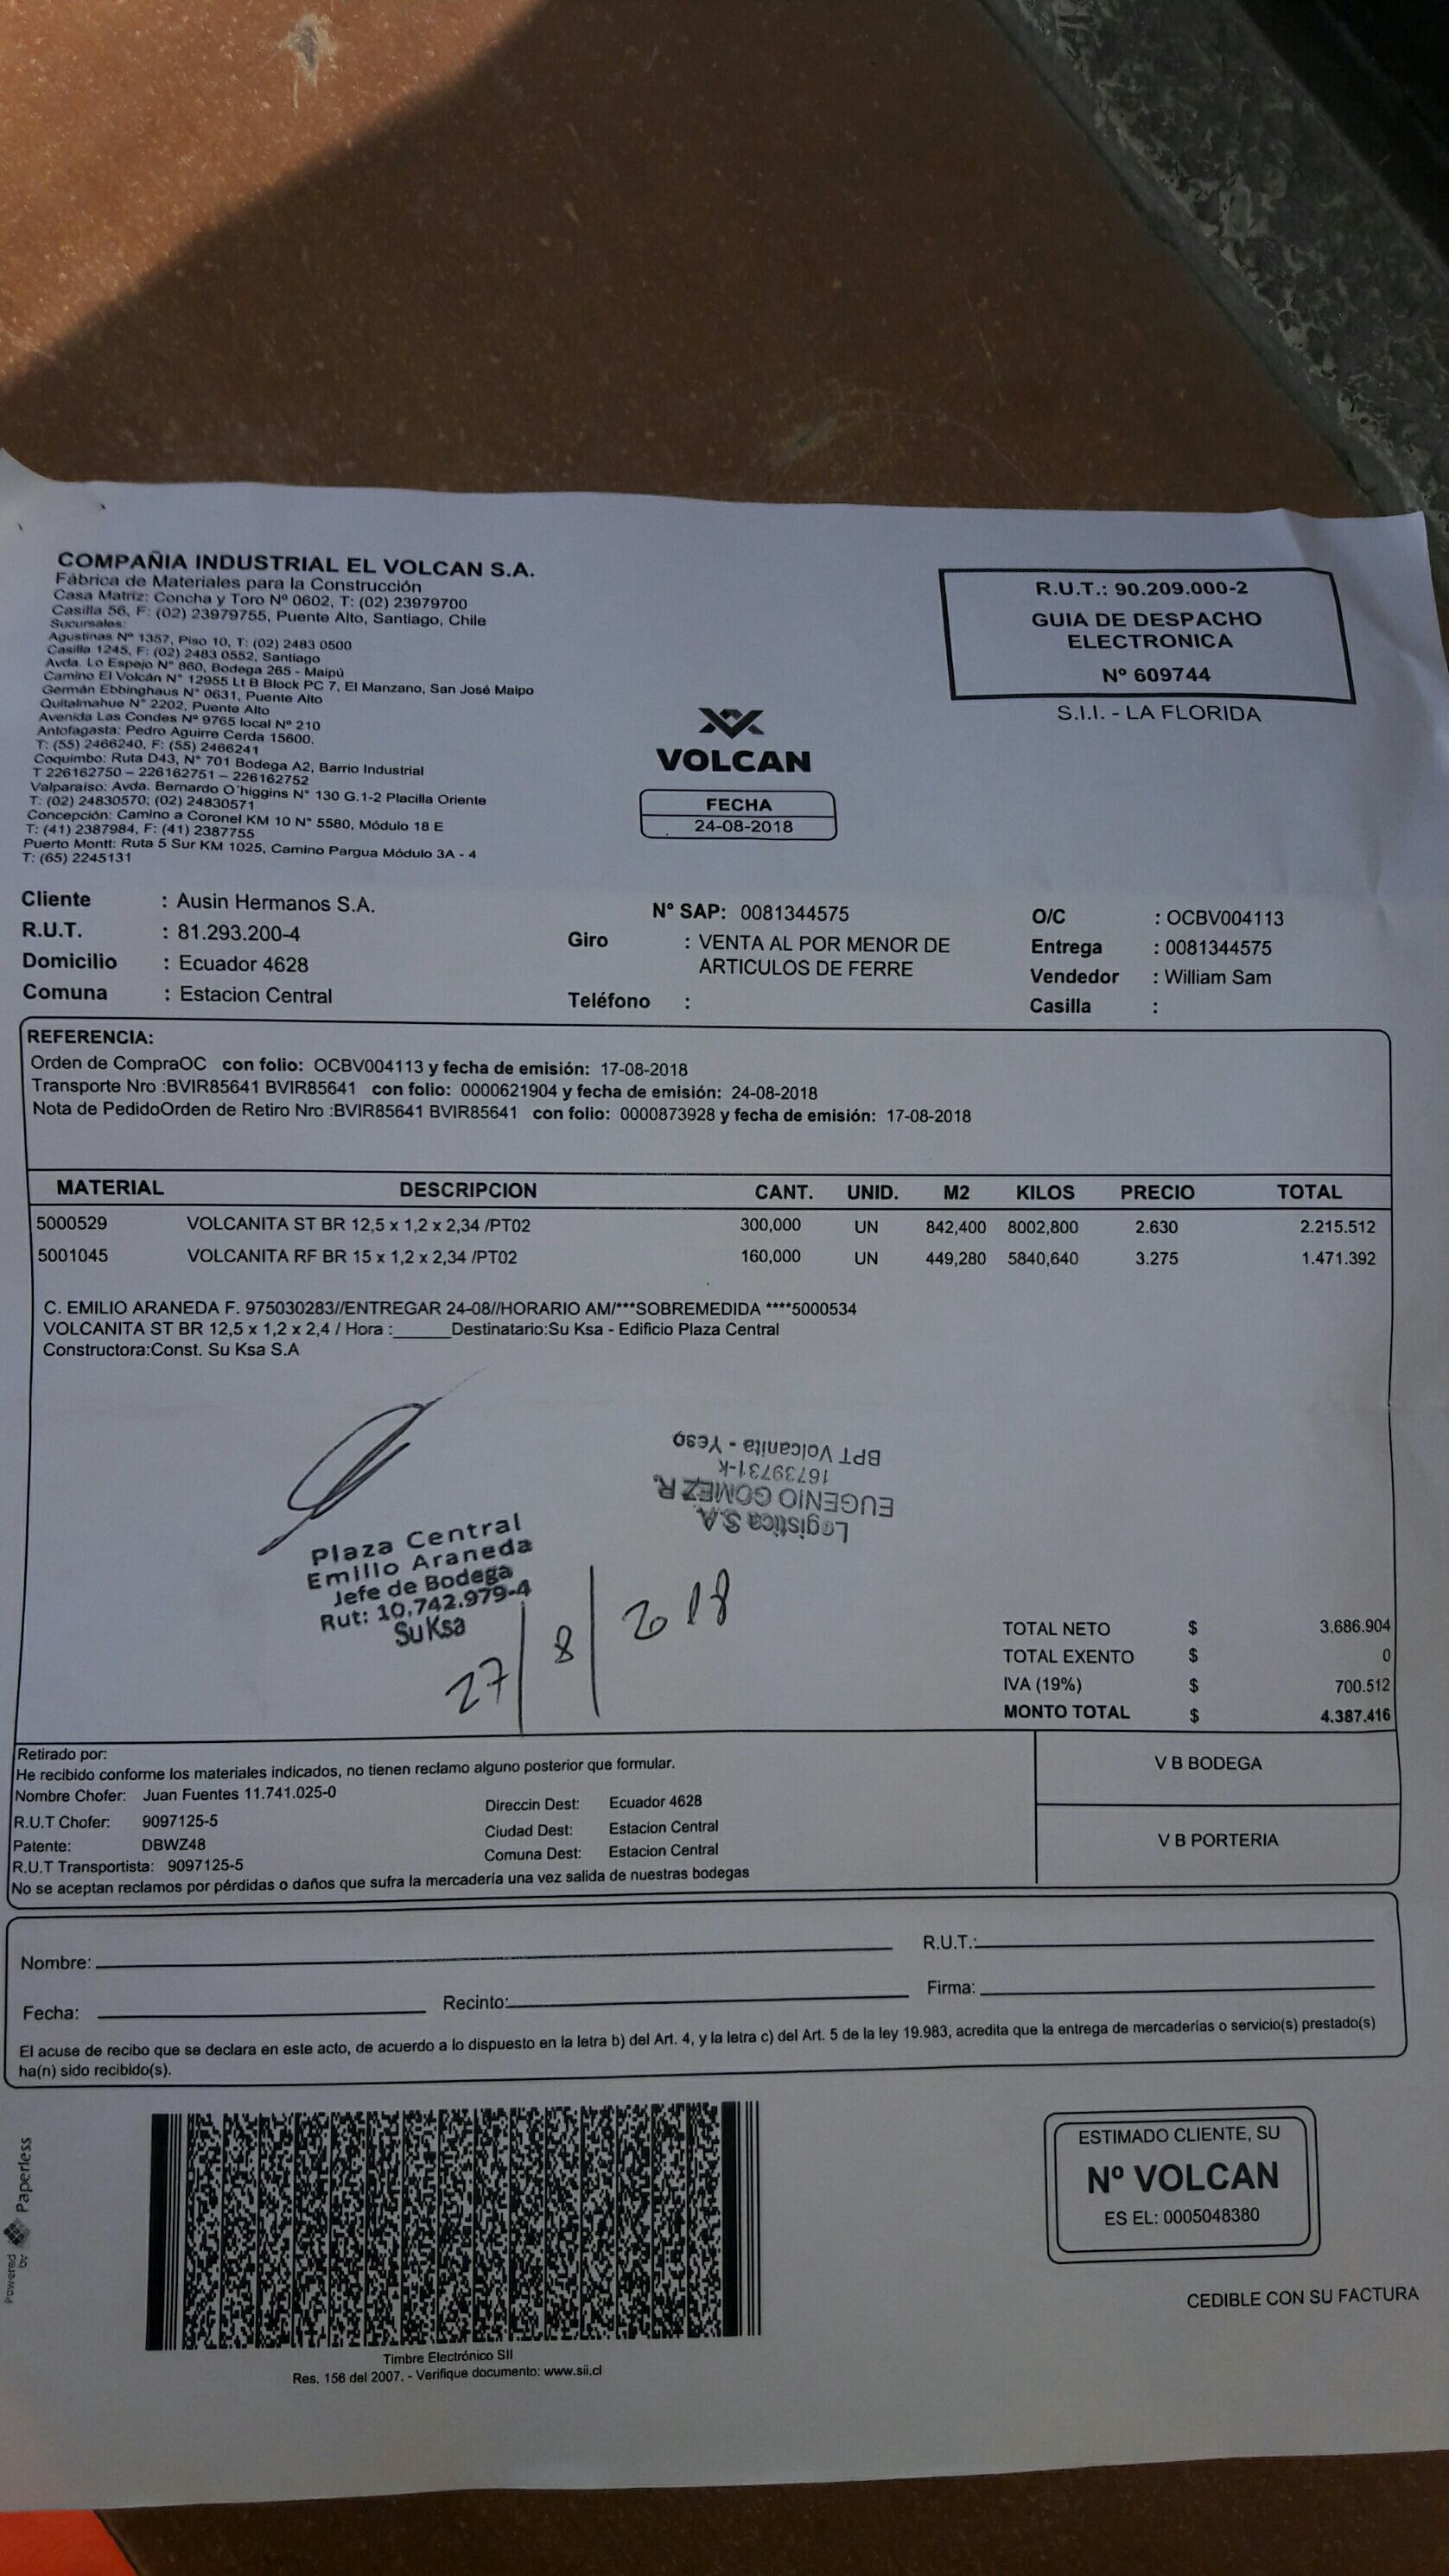 COMPAÑIA INDUSTRIAL EL VOLCAN S.A.
Fábrica de Materiales para la Construcción
Casa Matriz: Concha y Toro Nº 0602, T: (02) 23979700
Casilla 56, F: (02) 23979755, Puente Alto, Santiago, Chile
Sucursales:
Agustinas Nº 1357, Piso 10, T: (02) 2483 0500
Casilla 1245, F: (02) 2483 0552, Santiago
Avda. Lo Espejo N° 860, Bodega 265 - Maipú
Camino El Volcán N° 12955 Lt B Block PC 7, El Manzano, San José Maipo
Germán Ebbinghaus N° 0631, Puente Alto
Quitalmahue N° 2202, Puente Alto
Avenida Las Condes Nº 9765 local Nº 210
Antofagasta: Pedro Aguirre Cerda 15600.
T: (55) 2466240, F: (55) 2466241
Coquimbo: Ruta D43, N° 701 Bodega A2, Barrio Industrial
T 226162750 – 226162751 – 226162752
Valparaiso: Avda. Bernardo O´higgins N° 130 G.1-2 Placilla Oriente
T: (02) 24830570; (02) 24830571
Concepción: Camino a Coronel KM 10 N° 5580, Módulo 18 E
T: (41) 2387984, F: (41) 2387755
Puerto Montt: Ruta 5 Sur KM 1025, Camino Pargua Módulo 3A - 4
T: (65) 2245131
R.U.T.: 90.209.000-2
GUIA DE DESPACHO
ELECTRONICA
Nº 609744
S.I.I. - LA FLORIDA
VOLCAN
FECHA
24-08-2018
Cliente : Ausin Hermanos S.A.
R.U.T. : 81.293.200-4
Domicilio : Ecuador 4628
Comuna : Estacion Central
Nº SAP: 0081344575
Giro : VENTA AL POR MENOR DE
ARTICULOS DE FERRE
Teléfono :
O/C : OCBV004113
Entrega : 0081344575
Vendedor : William Sam
Casilla :
REFERENCIA:
Orden de CompraOC con folio: OCBV004113 y fecha de emisión: 17-08-2018
Transporte Nro :BVIR85641 BVIR85641 con folio: 0000621904 y fecha de emisión: 24-08-2018
Nota de PedidoOrden de Retiro Nro :BVIR85641 BVIR85641 con folio: 0000873928 y fecha de emisión: 17-08-2018
MATERIAL DESCRIPCION CANT. UNID. M2 KILOS PRECIO TOTAL
5000529 VOLCANITA ST BR 12,5 x 1,2 x 2,34 /PT02 300,000 UN 842,400 8002,800 2.630 2.215.512
5001045 VOLCANITA RF BR 15 x 1,2 x 2,34 /PT02 160,000 UN 449,280 5840,640 3.275 1.471.392
C. EMILIO ARANEDA F. 975030283//ENTREGAR 24-08//HORARIO AM/***SOBREMEDIDA ****5000534
VOLCANITA ST BR 12,5 x 1,2 x 2,4 / Hora :______Destinatario:Su Ksa - Edificio Plaza Central
Constructora:Const. Su Ksa S.A
Logistica S.A.
EUGENIO GOMEZ R.
16739731-k
BPT Volcanita - Yeso
Plaza Central
Emilio Araneda
Jefe de Bodega
Rut: 10.742.979-4
Su Ksa
27/8/2018
TOTAL NETO $ 3.686.904
TOTAL EXENTO $ 0
IVA (19%) $ 700.512
MONTO TOTAL $ 4.387.416
Retirado por:
He recibido conforme los materiales indicados, no tienen reclamo alguno posterior que formular.
Nombre Chofer: Juan Fuentes 11.741.025-0
R.U.T Chofer: 9097125-5
Patente: DBWZ48
R.U.T Transportista: 9097125-5
Direccin Dest: Ecuador 4628
Ciudad Dest: Estacion Central
Comuna Dest: Estacion Central
No se aceptan reclamos por pérdidas o daños que sufra la mercadería una vez salida de nuestras bodegas
V B BODEGA
V B PORTERIA
Nombre: R.U.T.:
Fecha: Recinto: Firma:
El acuse de recibo que se declara en este acto, de acuerdo a lo dispuesto en la letra b) del Art. 4, y la letra c) del Art. 5 de la ley 19.983, acredita que la entrega de mercaderías o servicio(s) prestado(s)
ha(n) sido recibido(s).
Powered by Paperless
Timbre Electrónico SII
Res. 156 del 2007. - Verifique documento: www.sii.cl
ESTIMADO CLIENTE, SU
Nº VOLCAN
ES EL: 0005048380
CEDIBLE CON SU FACTURA